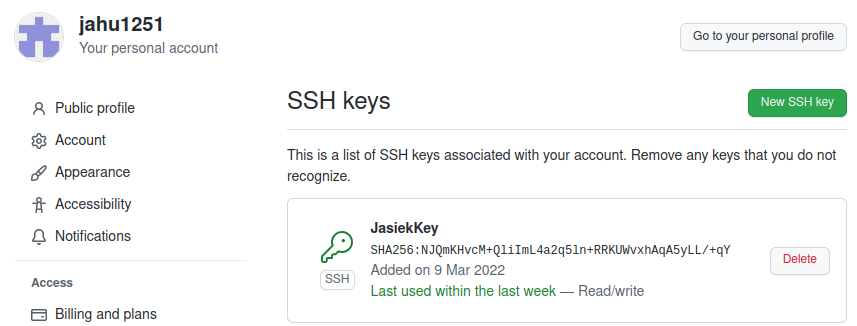 jahu1251
Your personal account
Go to your personal profile
Public profile
Account
Appearance
Accessibility
Notifications
Access
Billing and plans
SSH keys
New SSH key
This is a list of SSH keys associated with your account. Remove any keys that you do not
recognize.
JasiekKey
SHA256:NJQmKHvcM+QliImL4a2q5ln+RRKUWvxhAqA5yLL/+qY
Added on 9 Mar 2022
Last used within the last week — Read/write
SSH
Delete